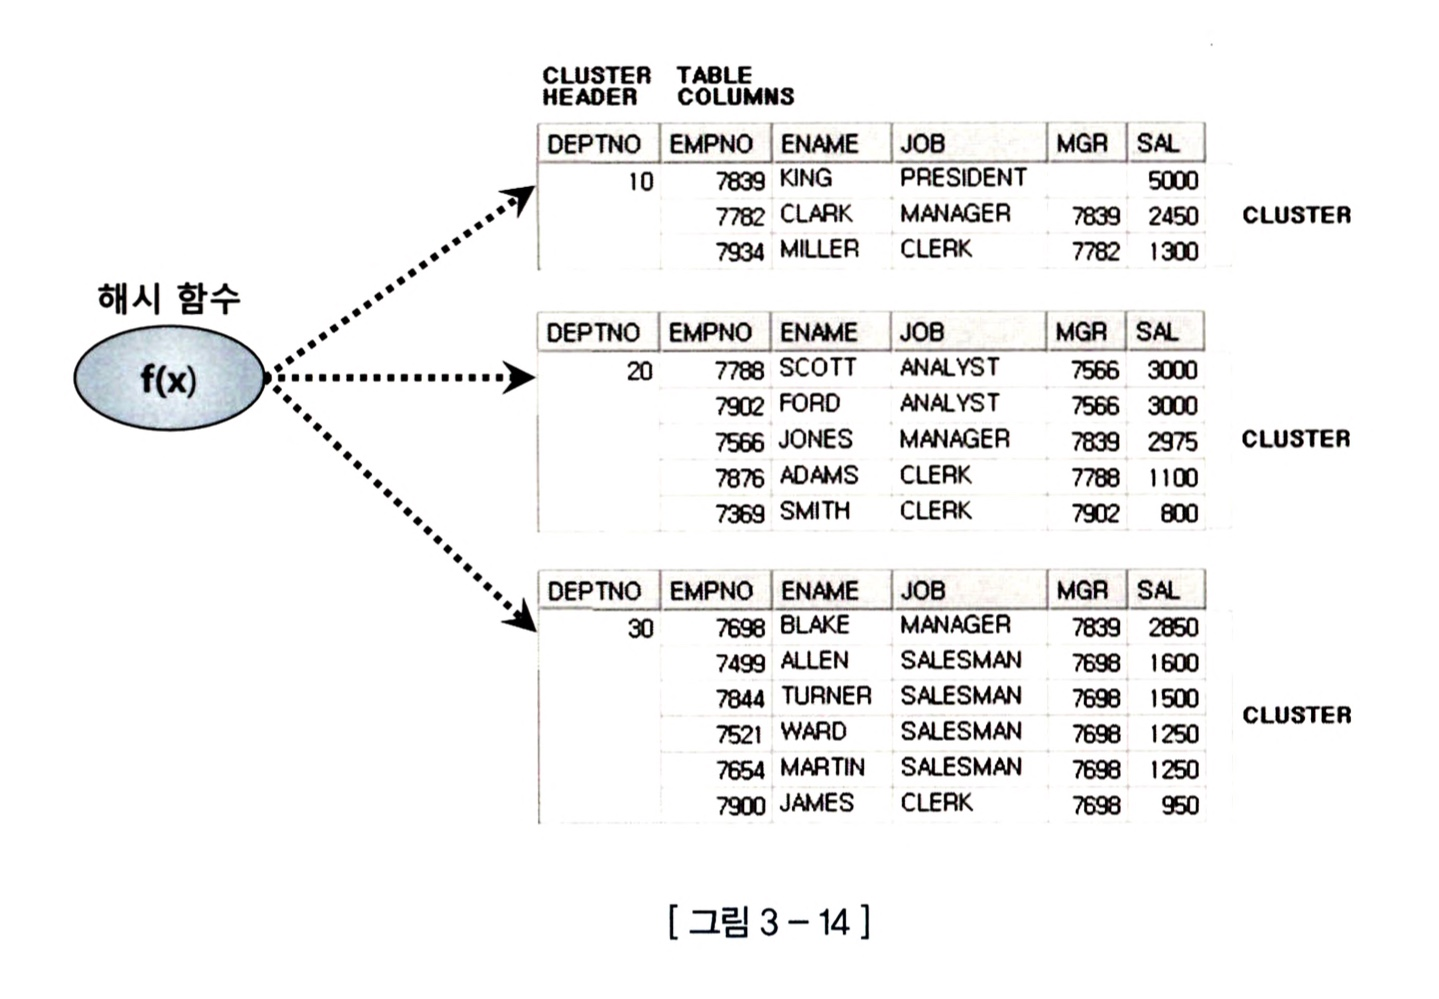 CLUSTER TABLE
HEADER COLUMNS
DEPTNO EMPNO ENAME JOB MGR SAL
10 7839 KING PRESIDENT 5000
7782 CLARK MANAGER 7839 2450
CLUSTER
7934 MILLER CLERK 7782 1300
해시 함수
f(x)
DEPTNO EMPNO ENAME JOB MGR SAL
20 7788 SCOTT ANALYST 7566 3000
7902 FORD ANALYST 7566 3000
7566 JONES MANAGER 7839 2975
CLUSTER
7876 ADAMS CLERK 7788 1100
7369 SMITH CLERK 7902 800
DEPTNO EMPNO ENAME JOB MGR SAL
30 7698 BLAKE MANAGER 7839 2850
7499 ALLEN SALESMAN 7698 1600
7844 TURNER SALESMAN 7698 1500
CLUSTER
7521 WARD SALESMAN 7698 1250
7654 MARTIN SALESMAN 7698 1250
7900 JAMES CLERK 7698 950
[ 그림 3 – 14 ]